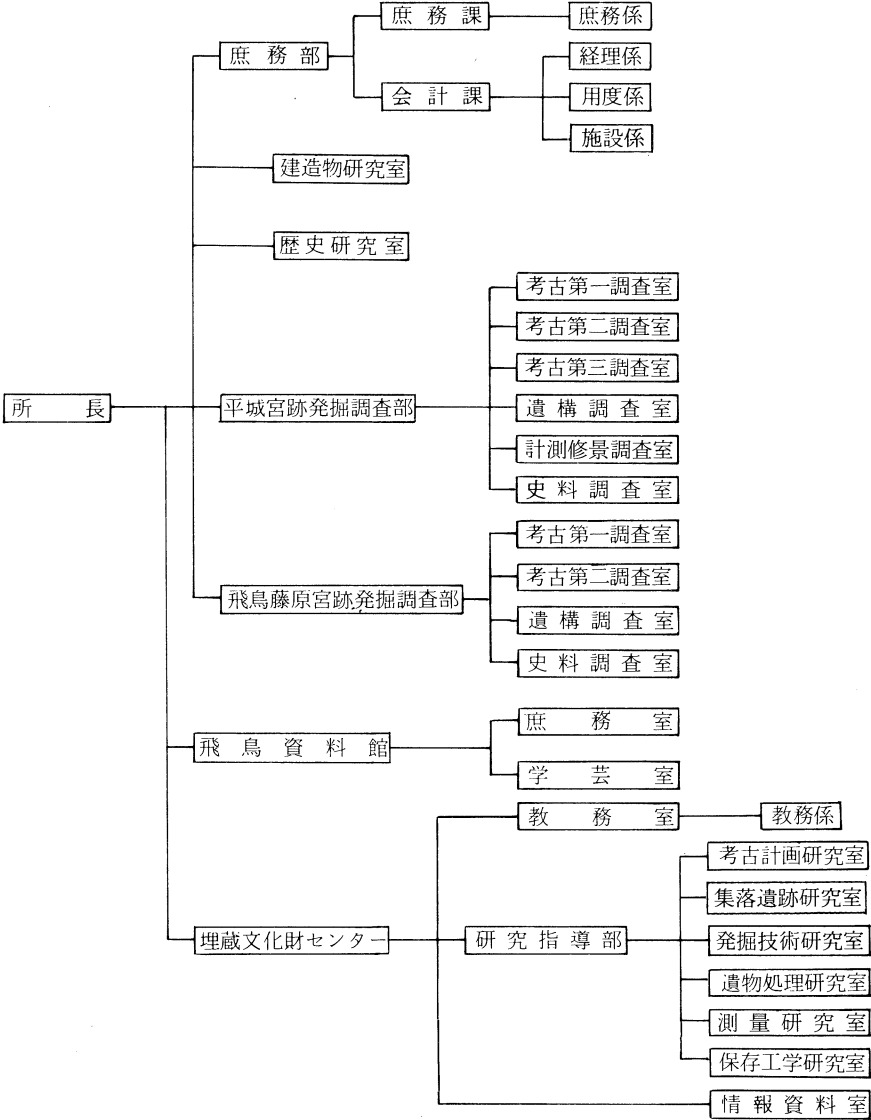 庶務課
庶務係
庶務部
経理係
会計課
用度係
施設係
建造物研究室
歴史研究室
考古第一調査室
考古第二調査室
考古第三調査室
所長
平城宮跡発掘調査部
遺構調査室
計測修景調査室
史料調査室
考古第一調査室
考古第二調査室
飛鳥藤原宮跡発掘調査部
遺構調査室
史料調査室
庶務室
飛鳥資料館
学芸室
教務室
教務係
考古計画研究室
集落遺跡研究室
埋蔵文化財センター
研究指導部
発掘技術研究室
遺物処理研究室
測量研究室
保存工学研究室
情報資料室